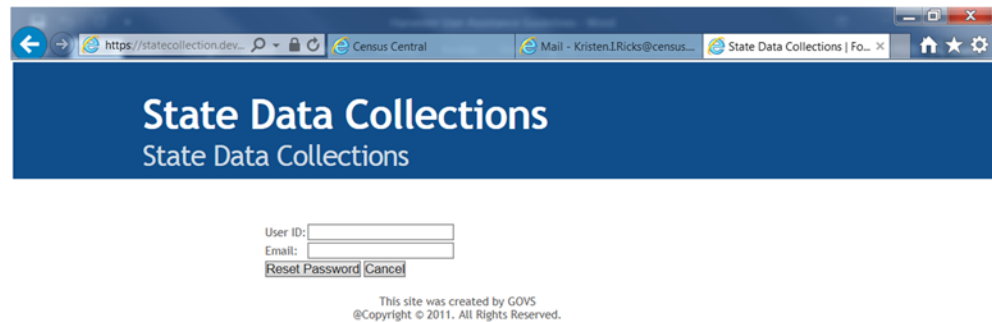 https://statecollection.dev...
Census Central
Mail - Kristen.I.Ricks@census...
State Data Collections | Fo...
State Data Collections
State Data Collections
User ID:
Email:
Reset Password Cancel
This site was created by GOVS
@Copyright © 2011. All Rights Reserved.